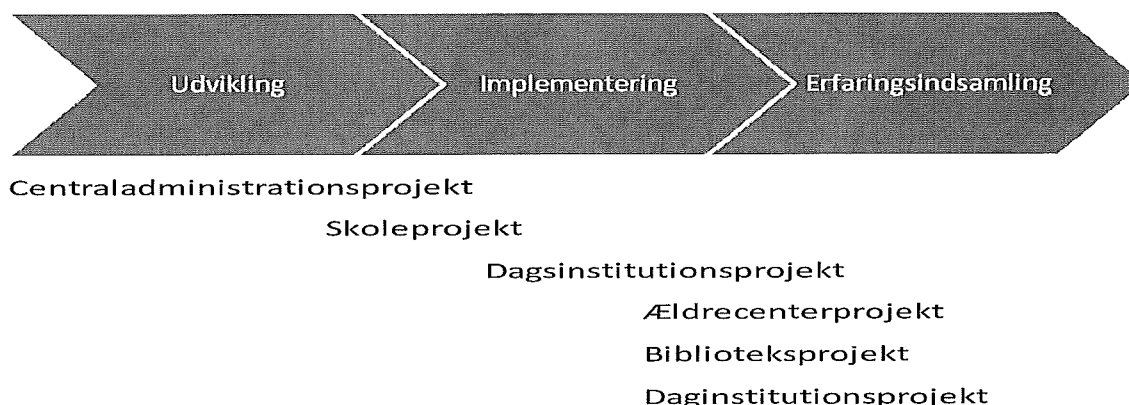 Udvikling Implementering Erfaringsindsamling
Centraladministrationsprojekt
Skoleprojekt
Dagsinstitutionsprojekt
Ældrecenterprojekt
Biblioteksprojekt
Daginstitutionsprojekt